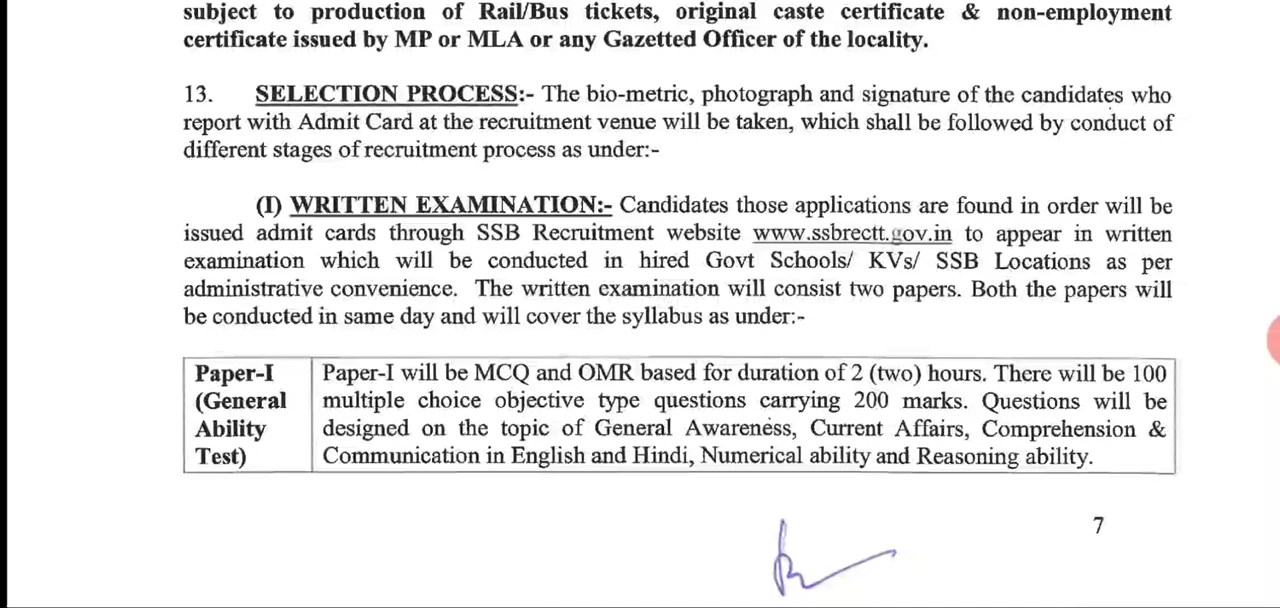 subject to production of Rail/Bus tickets, original caste certificate & non-employment
certificate issued by MP or MLA or any Gazetted Officer of the locality.
13. SELECTION PROCESS:- The bio-metric, photograph and signature of the candidates who
report with Admit Card at the recruitment venue will be taken, which shall be followed by conduct of
different stages of recruitment process as under:-
(I) WRITTEN EXAMINATION:- Candidates those applications are found in order will be
issued admit cards through SSB Recruitment website www.ssbrectt.gov.in to appear in written
examination which will be conducted in hired Govt Schools/ KVs/ SSB Locations as per
administrative convenience. The written examination will consist two papers. Both the papers will
be conducted in same day and will cover the syllabus as under:-
Paper-I
(General
Ability
Test)
Paper-I will be MCQ and OMR based for duration of 2 (two) hours. There will be 100
multiple choice objective type questions carrying 200 marks. Questions will be
designed on the topic of General Awareness, Current Affairs, Comprehension &
Communication in English and Hindi, Numerical ability and Reasoning ability.
7